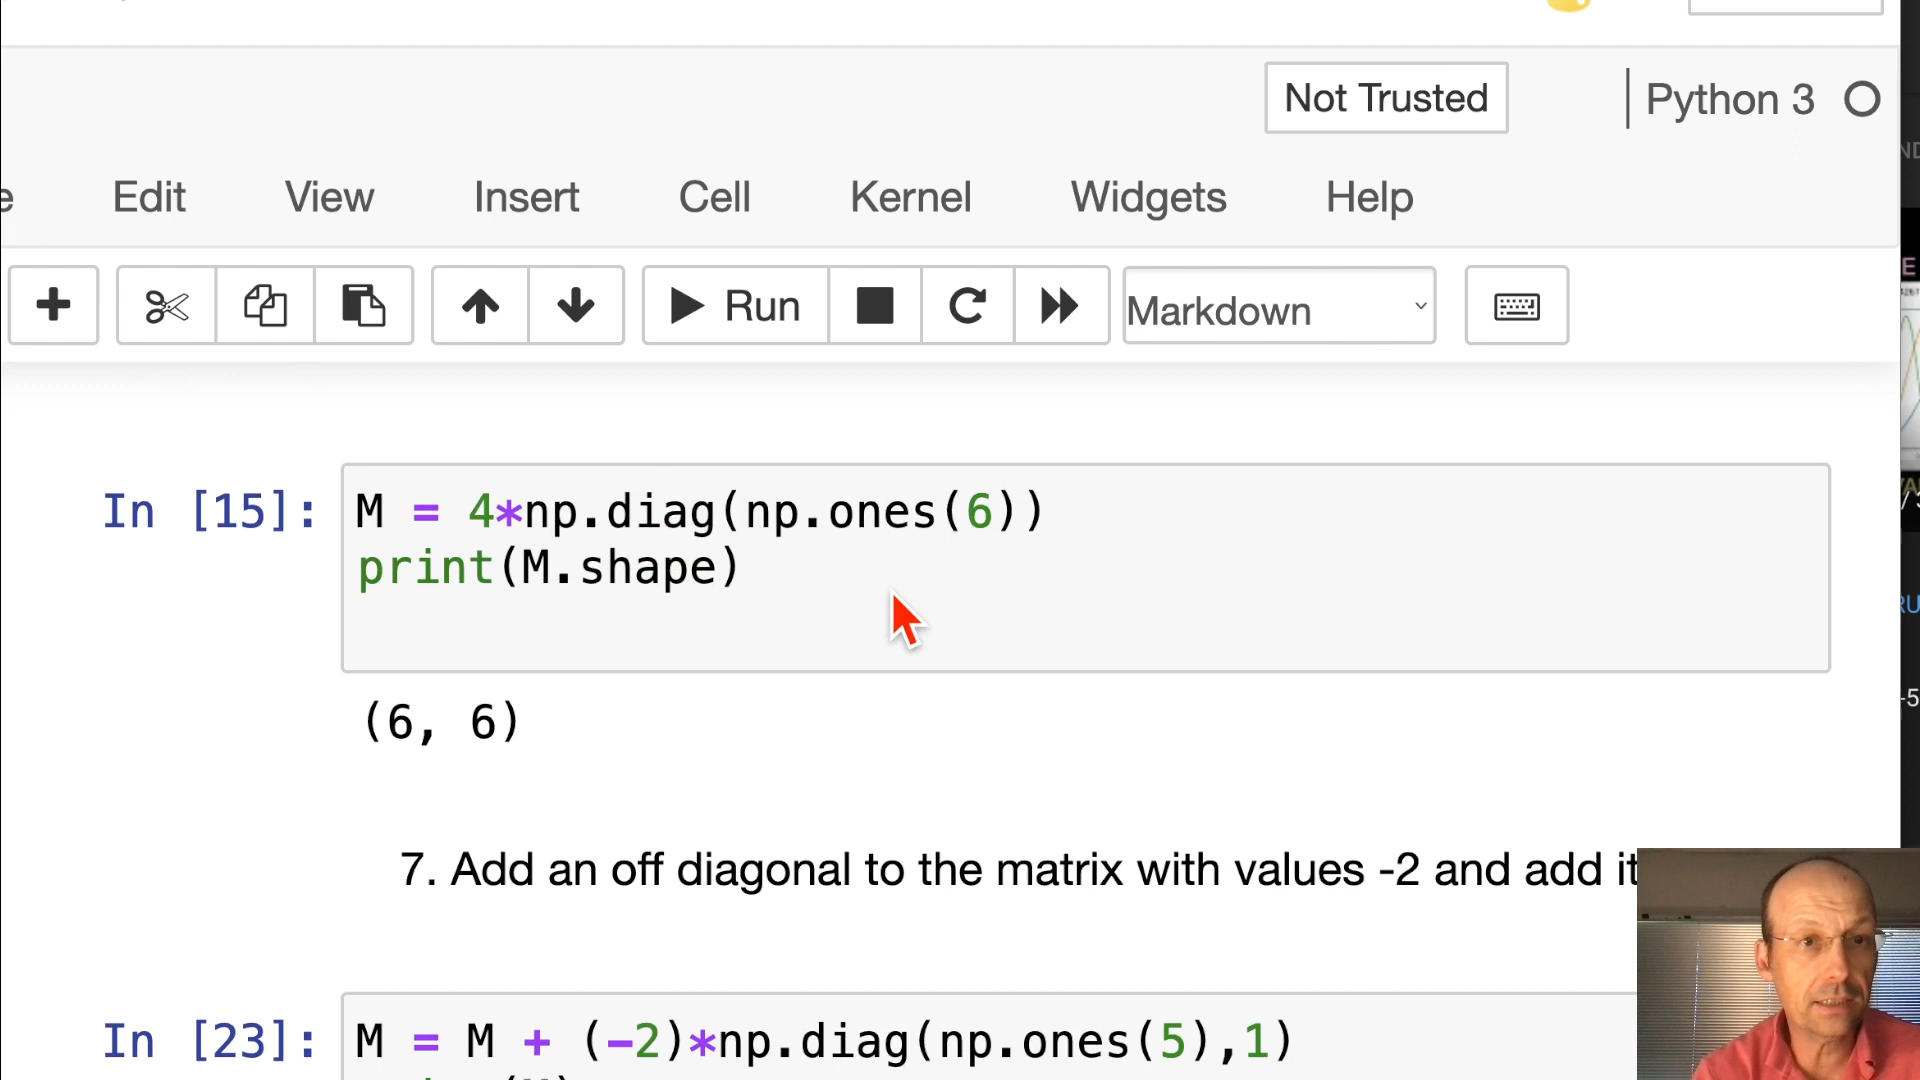 Not Trusted
Python 3
e Edit View Insert Cell Kernel Widgets Help
Run
Markdown
In [15]: M = 4*np.diag(np.ones(6))
print(M.shape)
(6, 6)
7. Add an off diagonal to the matrix with values -2 and add it
In [23]: M = M + (-2)*np.diag(np.ones(5),1)